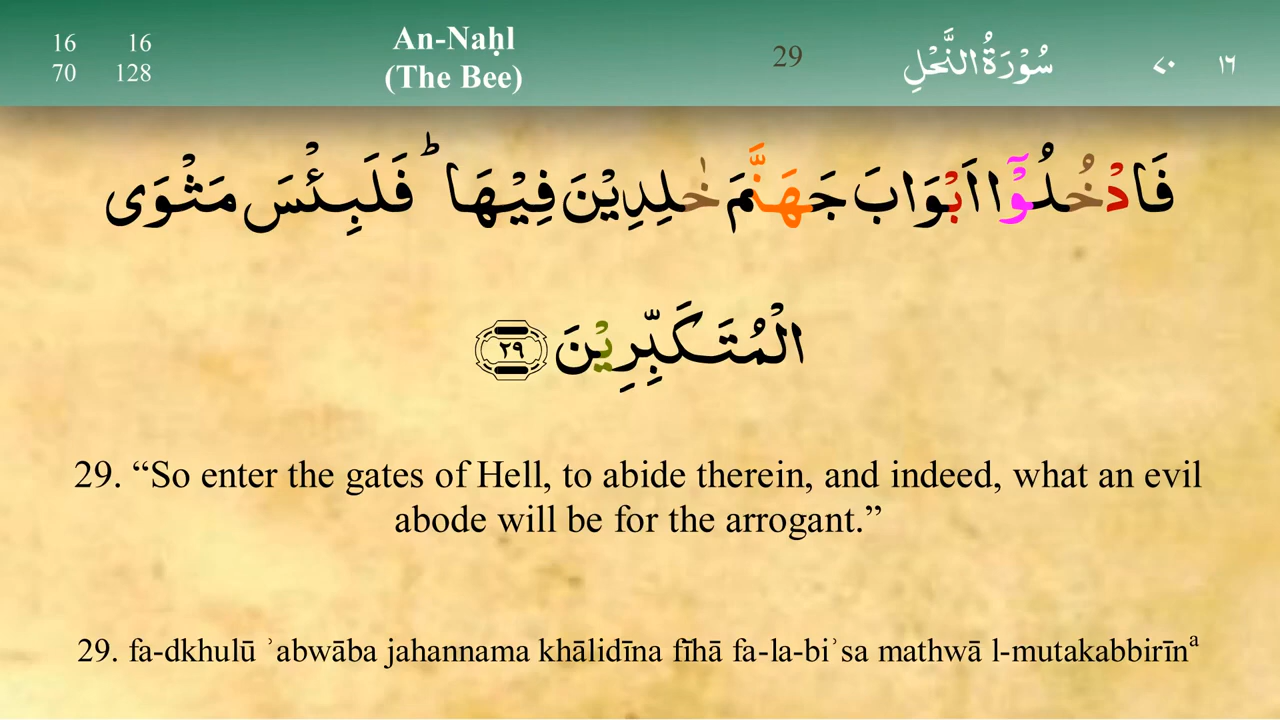 16 16 An-Naḥl 29 سُوْرَةُ النَّحْلِ ٧٠ ١٦
70 128 (The Bee)
فَادْخُلُوْٓا اَبْوَابَ جَهَنَّمَ خٰلِدِيْنَ فِيْهَا ؕ فَلَبِئْسَ مَثْوَى
الْمُتَكَبِّرِيْنَ ٢٩
29. “So enter the gates of Hell, to abide therein, and indeed, what an evil
abode will be for the arrogant.”
29. fa-dkhulū ʾabwāba jahannama khālidīna fīhā fa-la-biʾsa mathwā l-mutakabbirīnᵃ